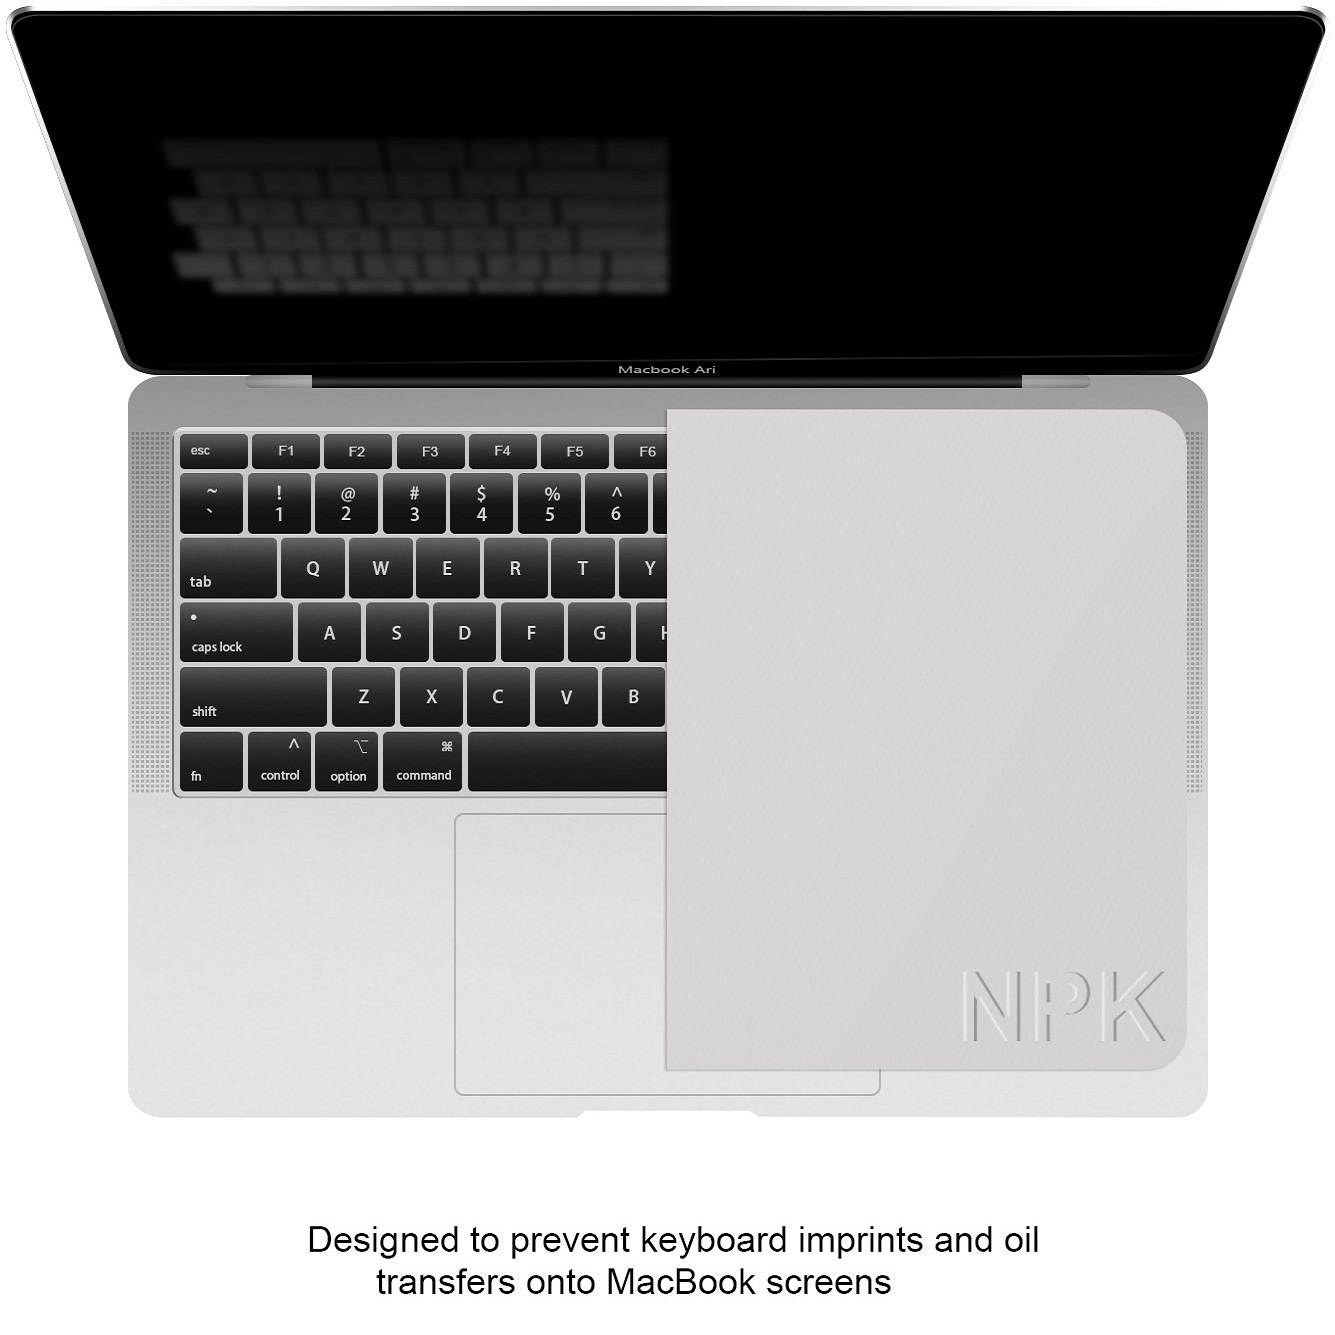 Macbook Ari
esc F1 F2 F3 F4 F5 F6
~ ! @ # $ % ^
` 1 2 3 4 5 6
tab Q W E R T Y
caps lock A S D F G H
shift Z X C V B
^ ⌥ ⌘
fn control option command
NPK
Designed to prevent keyboard imprints and oil
transfers onto MacBook screens